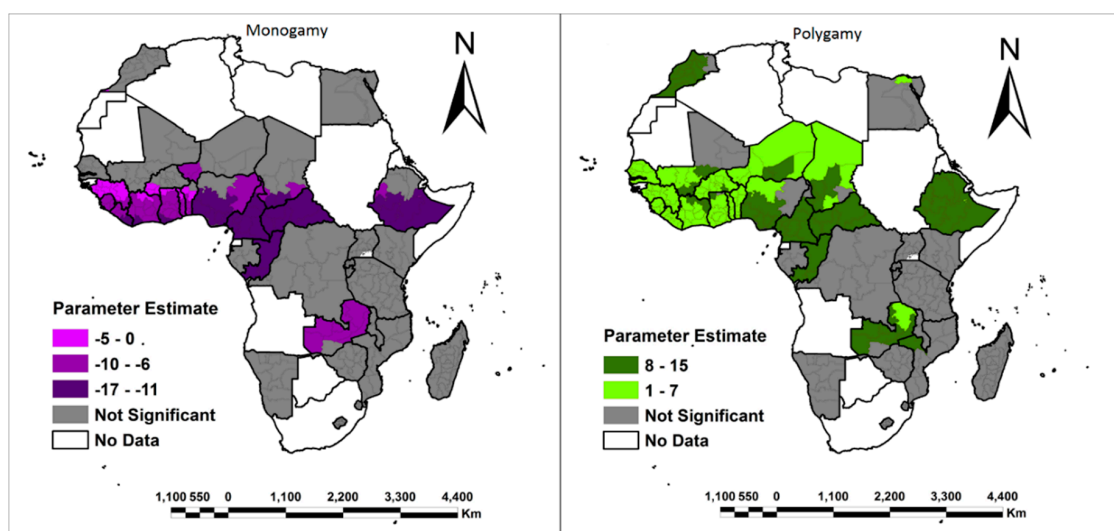 Monogamy
N
Parameter Estimate
-5 - 0
-10 - -6
-17 - -11
Not Significant
No Data
1,100 550 0 1,100 2,200 3,300 4,400
Km
Polygamy
N
Parameter Estimate
8 - 15
1 - 7
Not Significant
No Data
1,100 550 0 1,100 2,200 3,300 4,400
Km